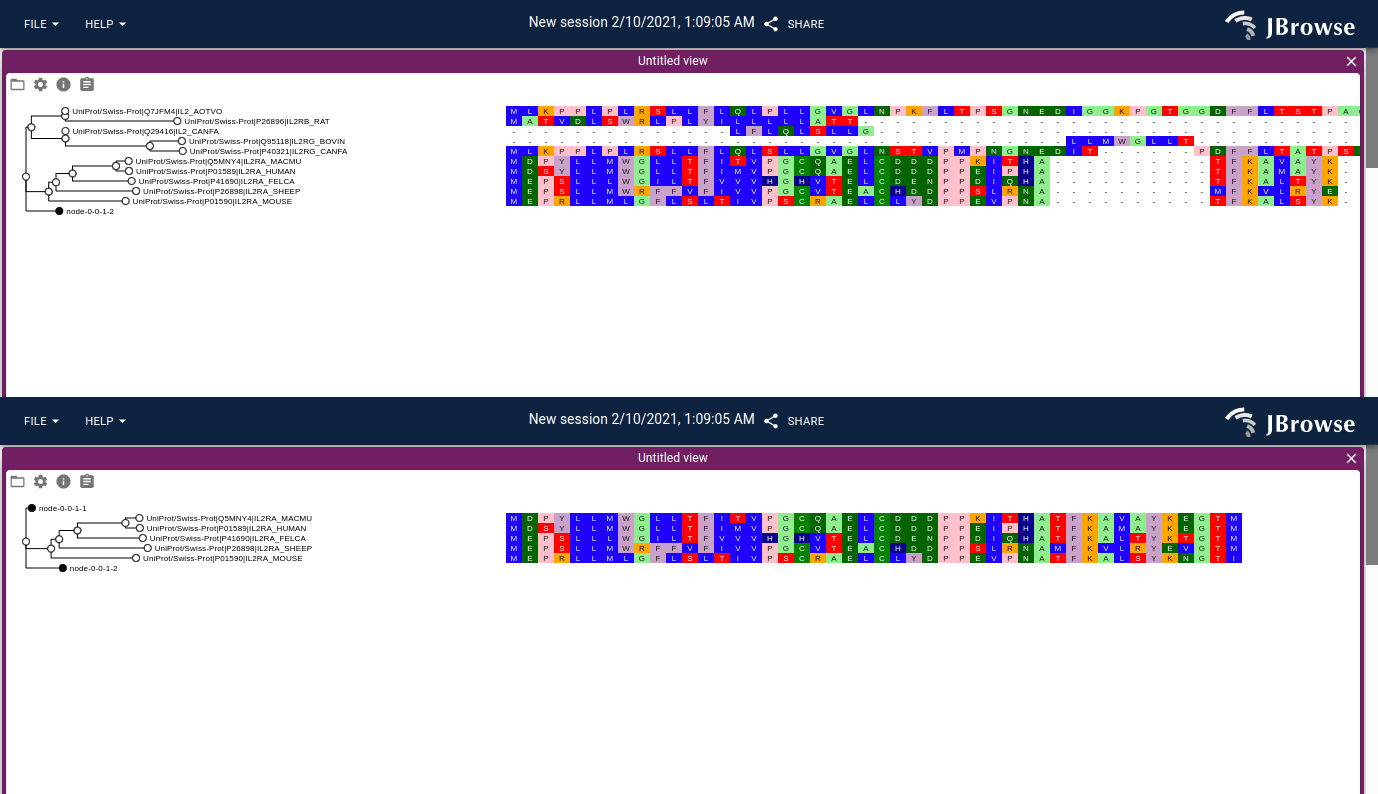 FILE HELP New session 2/10/2021, 1:09:05 AM SHARE JBrowse
Untitled view
UniProt/Swiss-Prot|Q7JFM4|IL2_AOTVO M L K P P L P L R S L L F L Q L P L L G V G L N P K F L T P S G N E D I G G K P G T G G D F F L T S T P A
UniProt/Swiss-Prot|P26896|IL2RB_RAT M A T V D L S W R L P L Y I L L L L L A T T - - - - - - - - - - - - - - - - - - - - - - - - - - - - - - -
UniProt/Swiss-Prot|Q29416|IL2_CANFA - - - - - - - - - - - - - - L F L Q L S L L G - - - - - - - - - - - - - - - - - - - - - - - - - - - - - -
UniProt/Swiss-Prot|Q95118|IL2RG_BOVIN - - - - - - - - - - - - - - - - - - - - - - - - - - - - - - - - - - - L L M W G L L T - - - - - - - - - -
UniProt/Swiss-Prot|P40321|IL2RG_CANFA M L K P P L P L R S L L F L Q L S L L G V G L N S T V P M P N G N E D I T - - - - - - P D F F L T A T P S
UniProt/Swiss-Prot|Q5MNY4|IL2RA_MACMU M D P Y L L M W G L L T F I T V P G C Q A E L C D D D P P K I T H A - - - - - - - - - - T F K A V A Y K -
UniProt/Swiss-Prot|P01589|IL2RA_HUMAN M D S Y L L M W G L L T F I M V P G C Q A E L C D D D P P E I P H A - - - - - - - - - - T F K A M A Y K -
UniProt/Swiss-Prot|P41690|IL2RA_FELCA M E P S L L L W G I L T F V V V H G H V T E L C D E N P P D I Q H A - - - - - - - - - - T F K A L T Y K -
UniProt/Swiss-Prot|P26898|IL2RA_SHEEP M E P S L L M W R F F V F I V V P G C V T E A C H D D P P S L R N A - - - - - - - - - - M F K V L R Y E -
UniProt/Swiss-Prot|P01590|IL2RA_MOUSE M E P R L L M L G F L S L T I V P S C R A E L C L Y D P P E V P N A - - - - - - - - - - T F K A L S Y K -
node-0-0-1-2
FILE HELP New session 2/10/2021, 1:09:05 AM SHARE JBrowse
Untitled view
node-0-0-1-1
UniProt/Swiss-Prot|Q5MNY4|IL2RA_MACMU M D P Y L L M W G L L T F I T V P G C Q A E L C D D D P P K I T H A T F K A V A Y K E G T M
UniProt/Swiss-Prot|P01589|IL2RA_HUMAN M D S Y L L M W G L L T F I M V P G C Q A E L C D D D P P E I P H A T F K A M A Y K E G T M
UniProt/Swiss-Prot|P41690|IL2RA_FELCA M E P S L L L W G I L T F V V V H G H V T E L C D E N P P D I Q H A T F K A L T Y K T G T M
UniProt/Swiss-Prot|P26898|IL2RA_SHEEP M E P S L L M W R F F V F I V V P G C V T E A C H D D P P S L R N A M F K V L R Y E V G T M
UniProt/Swiss-Prot|P01590|IL2RA_MOUSE M E P R L L M L G F L S L T I V P S C R A E L C L Y D P P E V P N A T F K A L S Y K N G T I
node-0-0-1-2